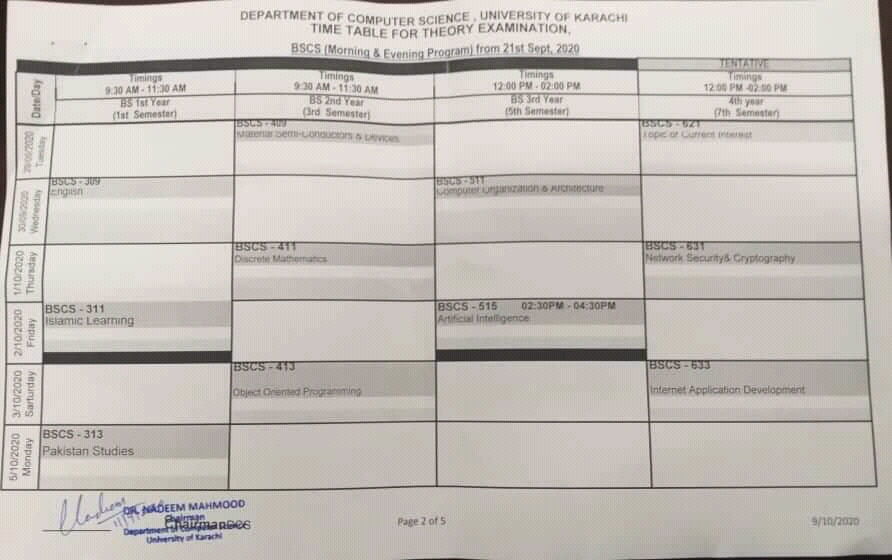 DEPARTMENT OF COMPUTER SCIENCE , UNIVERSITY OF KARACHI
TIME TABLE FOR THEORY EXAMINATION,
BSCS (Morning & Evening Program) from 21st Sept, 2020
TENTATIVE
Date/Day
Timings
9:30 AM - 11:30 AM
Timings
9:30 AM - 11:30 AM
Timings
12:00 PM - 02:00 PM
Timings
12:00 PM -02:00 PM
BS 1st Year
(1st Semester)
BS 2nd Year
(3rd Semester)
BS 3rd Year
(5th Semester)
4th year
(7th Semester)
29/09/2020
Tuesday
BSCS - 409
Material Semi-Conductors & Devices
BSCS - 621
Topic of Current Interest
30/09/2020
Wednesday
BSCS - 309
English
BSCS - 511
Computer Organization & Architecture
1/10/2020
Thursday
BSCS - 411
Discrete Mathematics
BSCS - 631
Network Security& Cryptography
2/10/2020
Friday
BSCS - 311
Islamic Learning
BSCS - 515 02:30PM - 04:30PM
Artificial Intelligence
3/10/2020
Sarturday
BSCS - 413
Object Oriented Programming
BSCS - 633
Internet Application Development
5/10/2020
Monday
BSCS - 313
Pakistan Studies
DR. NADEEM MAHMOOD
Chairman
Department of Computer Science
University of Karachi
Chairman DCS
Page 2 of 5
9/10/2020